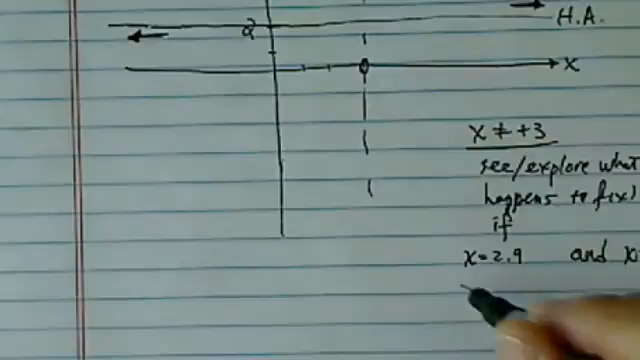 H.A.
2
x
x ≠ +3
see/explore what
happens to f(x)
if
x=2.9 and x